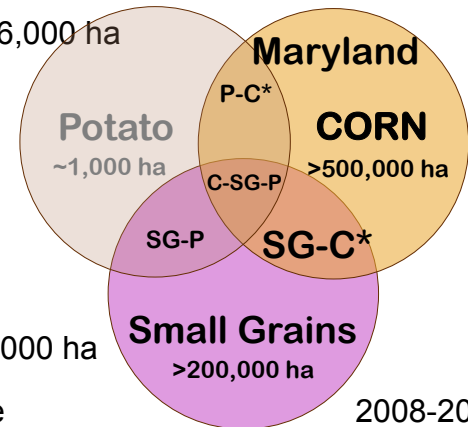 6,000 ha
Maryland
P-C*
Potato
~1,000 ha
CORN
>500,000 ha
C-SG-P
SG-P
SG-C*
Small Grains
>200,000 ha
000 ha
2008-20